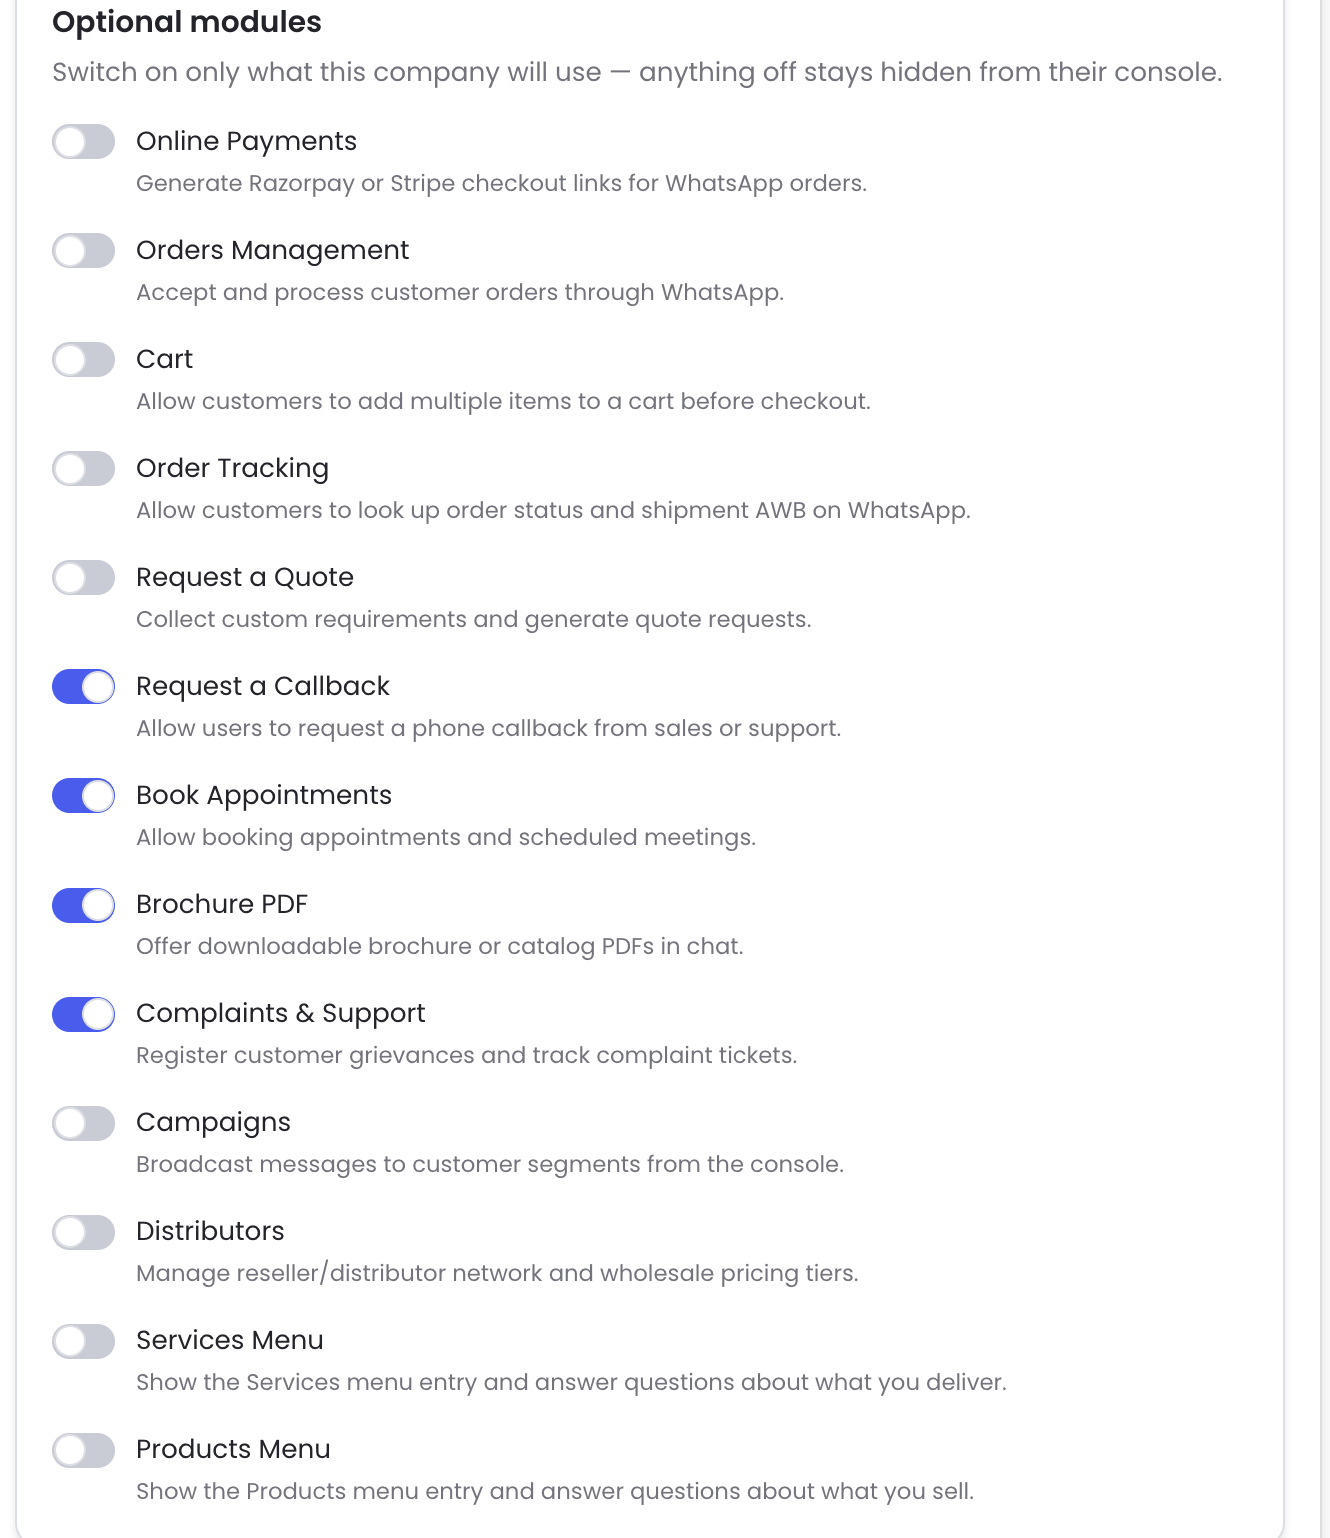 Optional modules
Switch on only what this company will use — anything off stays hidden from their console.
Online Payments
Generate Razorpay or Stripe checkout links for WhatsApp orders.
Orders Management
Accept and process customer orders through WhatsApp.
Cart
Allow customers to add multiple items to a cart before checkout.
Order Tracking
Allow customers to look up order status and shipment AWB on WhatsApp.
Request a Quote
Collect custom requirements and generate quote requests.
Request a Callback
Allow users to request a phone callback from sales or support.
Book Appointments
Allow booking appointments and scheduled meetings.
Brochure PDF
Offer downloadable brochure or catalog PDFs in chat.
Complaints & Support
Register customer grievances and track complaint tickets.
Campaigns
Broadcast messages to customer segments from the console.
Distributors
Manage reseller/distributor network and wholesale pricing tiers.
Services Menu
Show the Services menu entry and answer questions about what you deliver.
Products Menu
Show the Products menu entry and answer questions about what you sell.